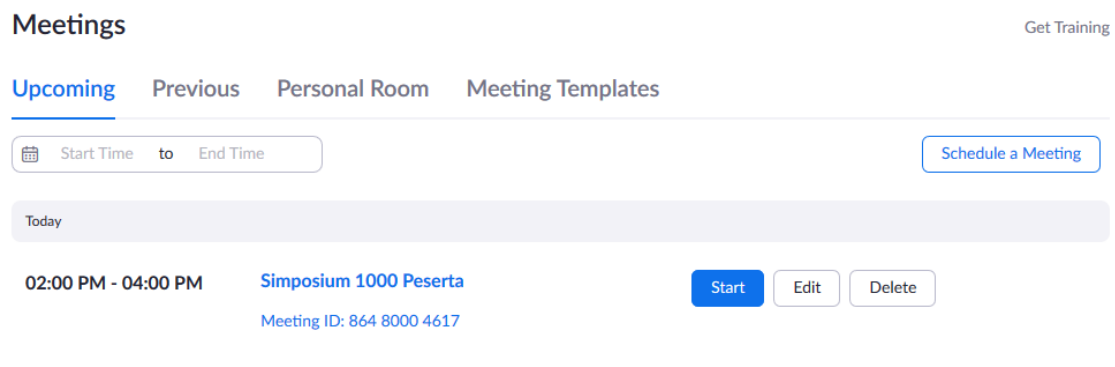 Meetings
Get Training
Upcoming Previous Personal Room Meeting Templates
Start Time to End Time
Schedule a Meeting
Today
02:00 PM - 04:00 PM
Simposium 1000 Peserta
Start Edit Delete
Meeting ID: 864 8000 4617